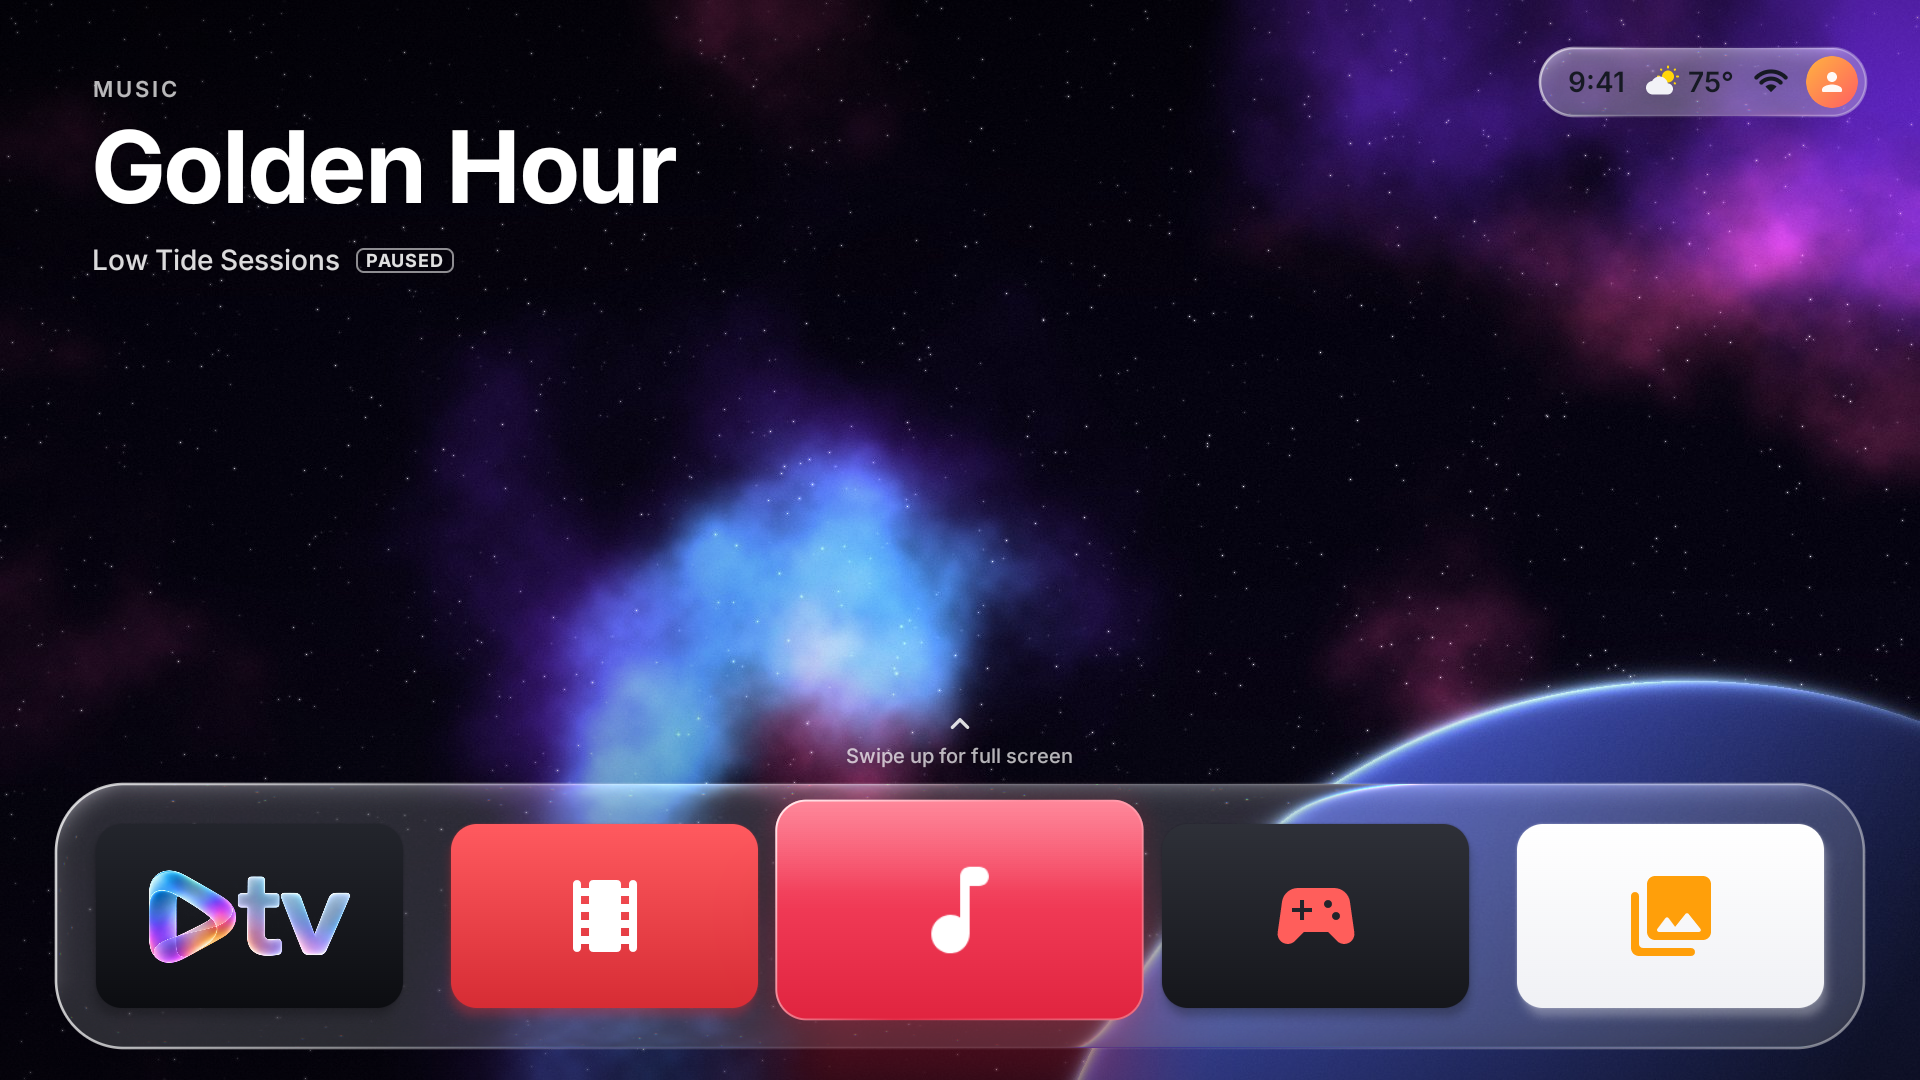 MUSIC
Golden Hour
Low Tide Sessions PAUSED
9:41 75°
Swipe up for full screen
tv